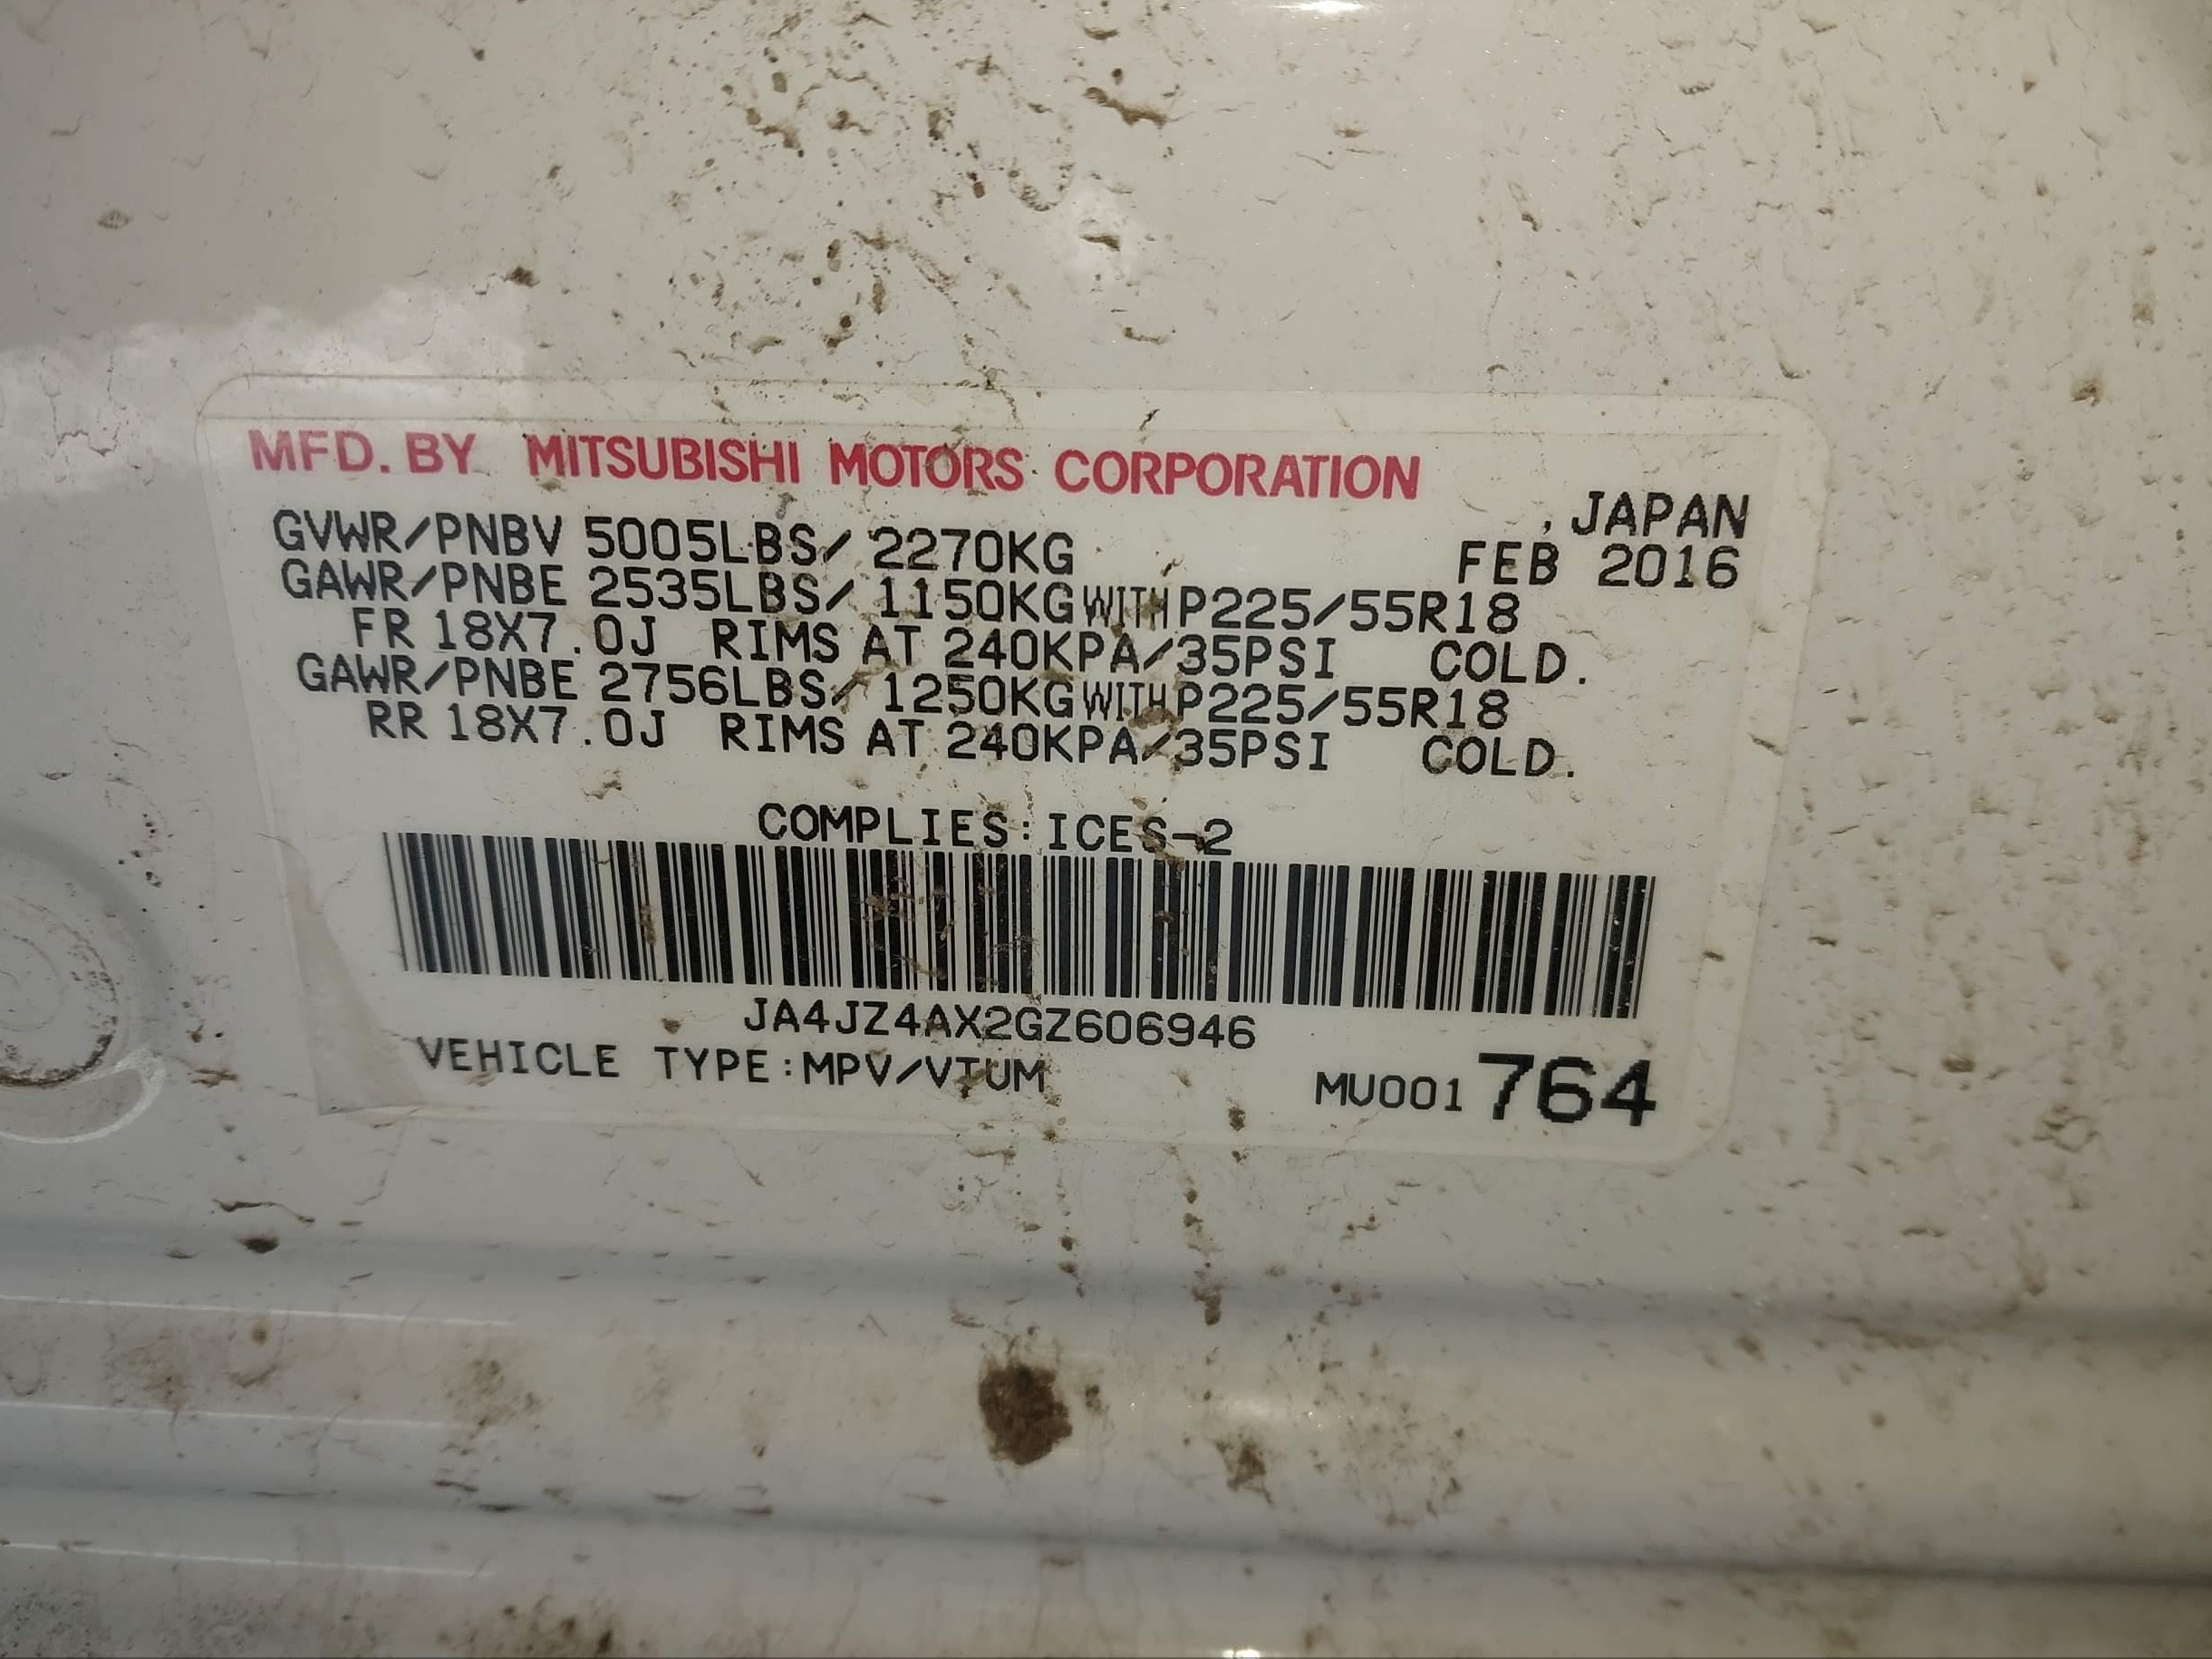 MFD. BY MITSUBISHI MOTORS CORPORATION
, JAPAN
GVWR/PNBV 5005LBS/ 2270KG FEB 2016
GAWR/PNBE 2535LBS/ 1150KG WITH P225/55R18
FR 18X7.0J RIMS AT 240KPA/35PSI COLD.
GAWR/PNBE 2756LBS/ 1250KG WITH P225/55R18
RR 18X7.0J RIMS AT 240KPA/35PSI COLD.
COMPLIES:ICES-2
JA4JZ4AX2GZ606946
VEHICLE TYPE:MPV/VTUM
MU001 764